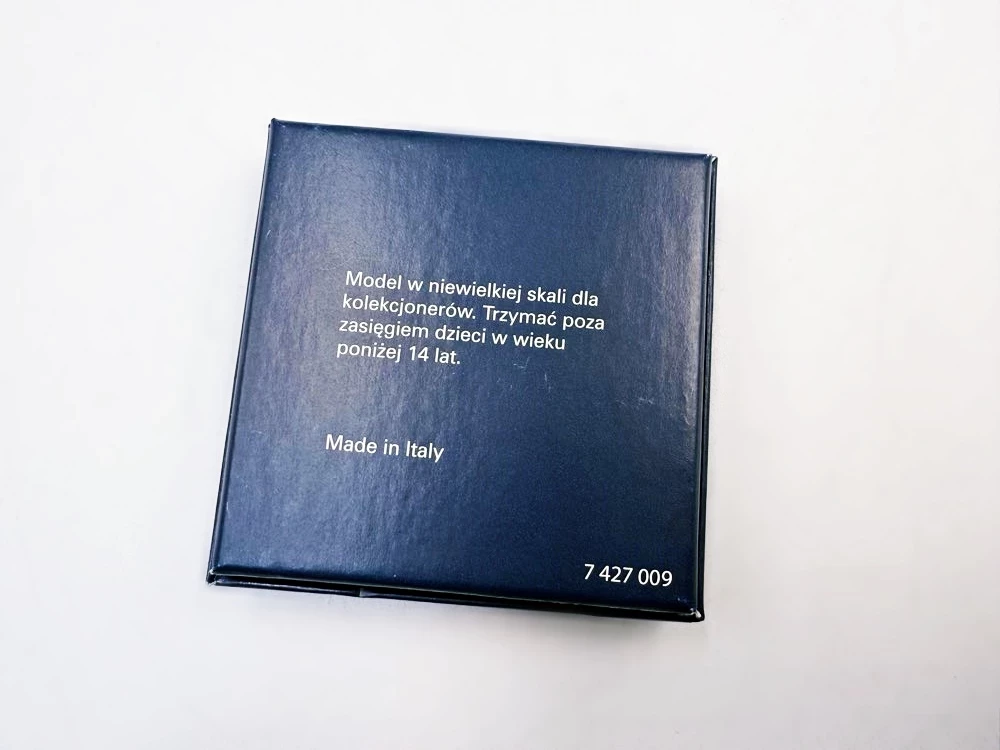 Model w niewielkiej skali dla
kolekcjonerów. Trzymać poza
zasięgiem dzieci w wieku
poniżej 14 lat.
Made in Italy
7 427 009